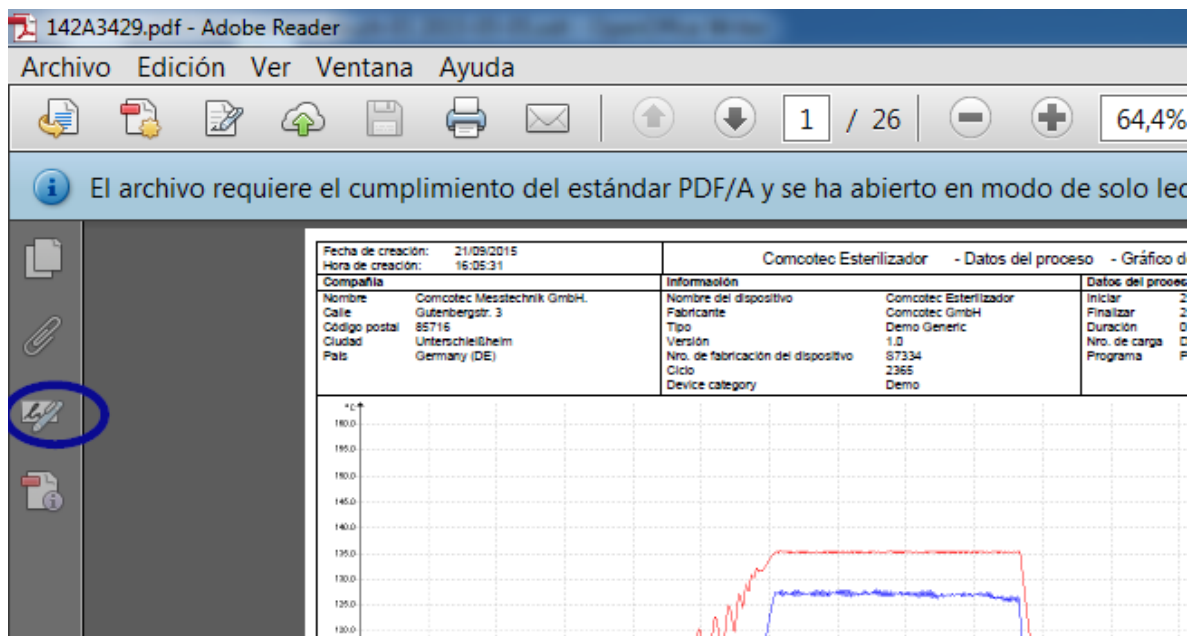 142A3429.pdf - Adobe Reader
Archivo Edición Ver Ventana Ayuda
1 / 26 64,4%
El archivo requiere el cumplimiento del estándar PDF/A y se ha abierto en modo de solo lec
Fecha de creación: 21/09/2015
Hora de creación: 16:05:31
Comcotec Esterilizador - Datos del proceso - Gráfico d
Compañía
Nombre Comcotec Messtechnik GmbH.
Calle Gutenbergstr. 3
Código postal 85716
Ciudad Unterschleißheim
País Germany (DE)
Información
Nombre del dispositivo Comcotec Esterilizador
Fabricante Comcotec GmbH
Tipo Demo Generic
Versión 1.0
Nro. de fabricación del dispositivo S7334
Ciclo 2365
Device category Demo
Datos del proces
Iniciar 2
Finalizar 2
Duración 0
Nro. de carga D
Programa P
°C
160.0
155.0
150.0
145.0
140.0
135.0
130.0
125.0
120.0